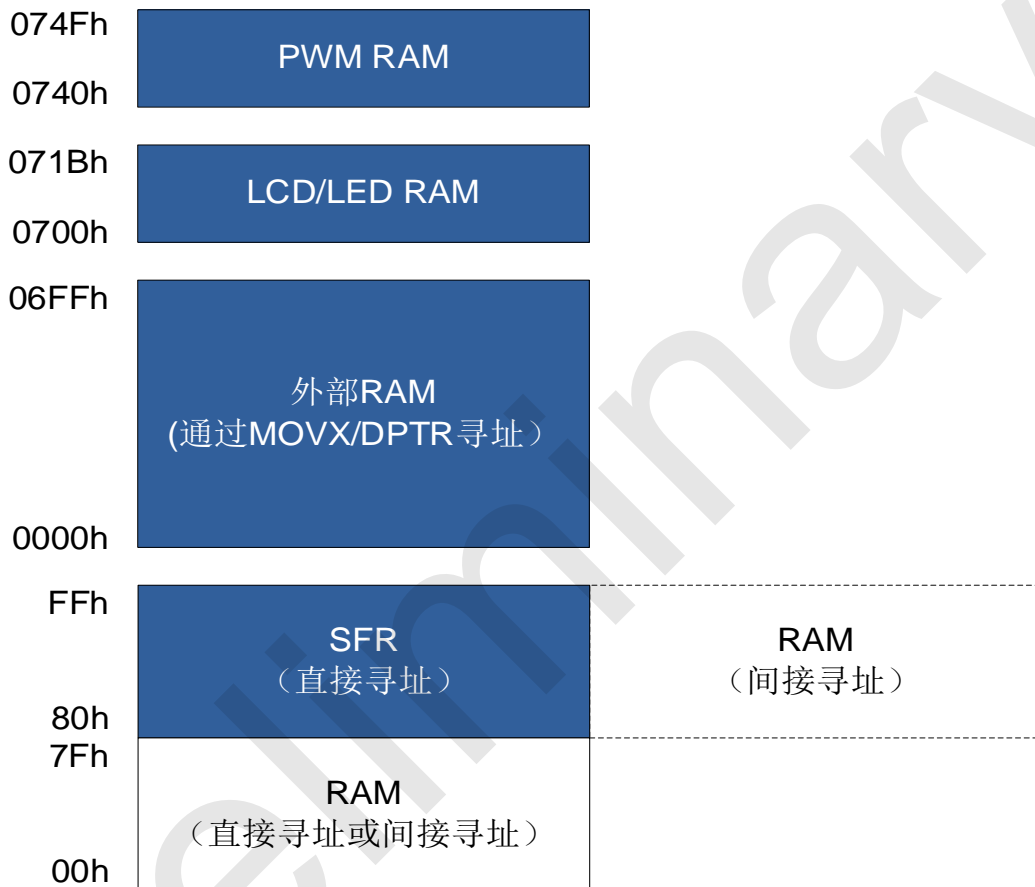 074Fh
PWM RAM
0740h
071Bh
LCD/LED RAM
0700h
06FFh
外部RAM
(通过MOVX/DPTR寻址）
0000h
FFh
SFR
（直接寻址）
RAM
（间接寻址）
80h
7Fh
RAM
（直接寻址或间接寻址）
00h
eliminary